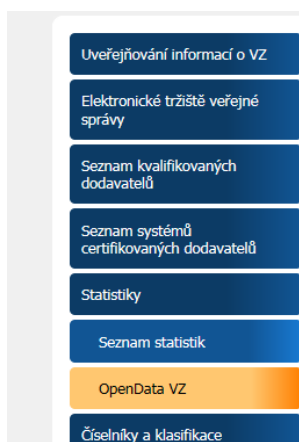 Uveřejňování informací o VZ
Elektronické tržiště veřejné
správy
Seznam kvalifikovaných
dodavatelů
Seznam systémů
certifikovaných dodavatelů
Statistiky
Seznam statistik
OpenData VZ
Číselníky a klasifikace